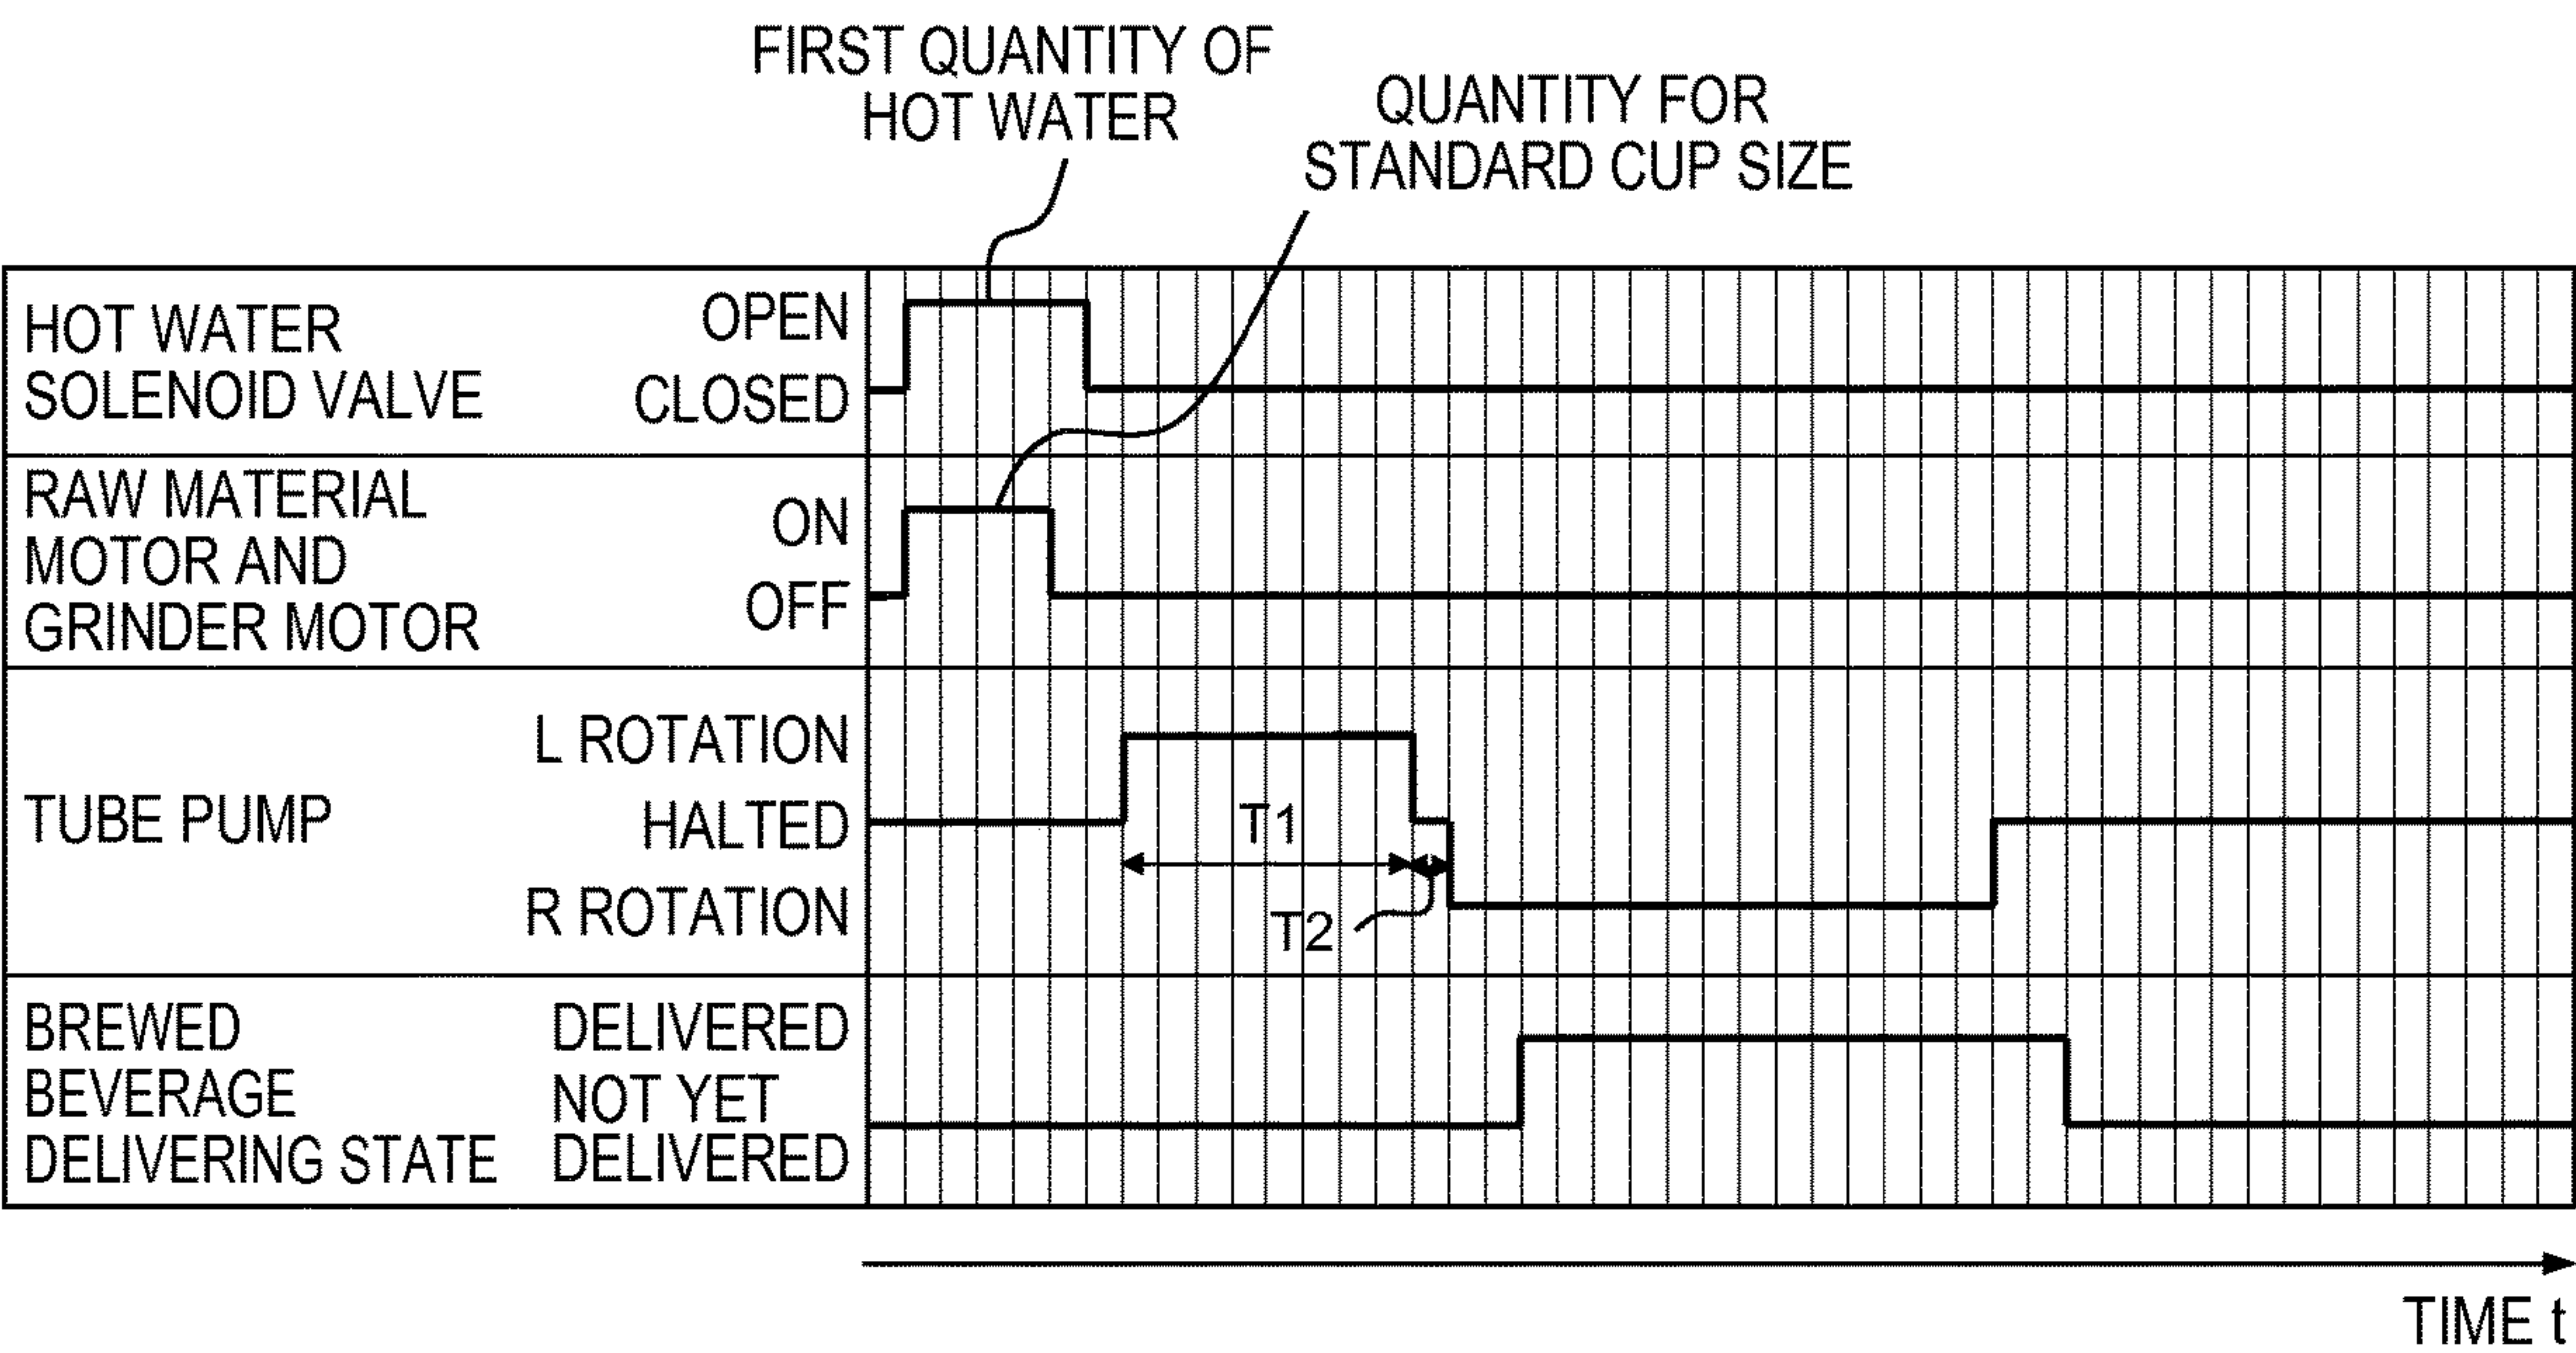 FIRST QUANTITY OF
HOT WATER
QUANTITY FOR
STANDARD CUP SIZE
HOT WATER
SOLENOID VALVE
OPEN
CLOSED
RAW MATERIAL
MOTOR AND
GRINDER MOTOR
ON
OFF
TUBE PUMP
L ROTATION
HALTED
R ROTATION
T1
T2
BREWED
BEVERAGE
DELIVERING STATE
DELIVERED
NOT YET
DELIVERED
TIME t